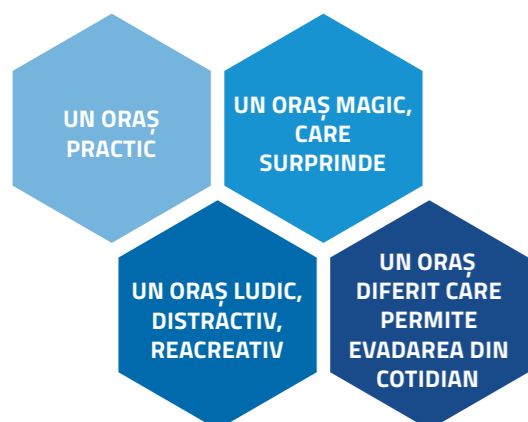 UN ORAȘ
PRACTIC
UN ORAȘ MAGIC,
CARE
SURPRINDE
UN ORAȘ LUDIC,
DISTRACTIV,
REACREATIV
UN ORAȘ
DIFERIT CARE
PERMITE
EVADAREA DIN
COTIDIAN